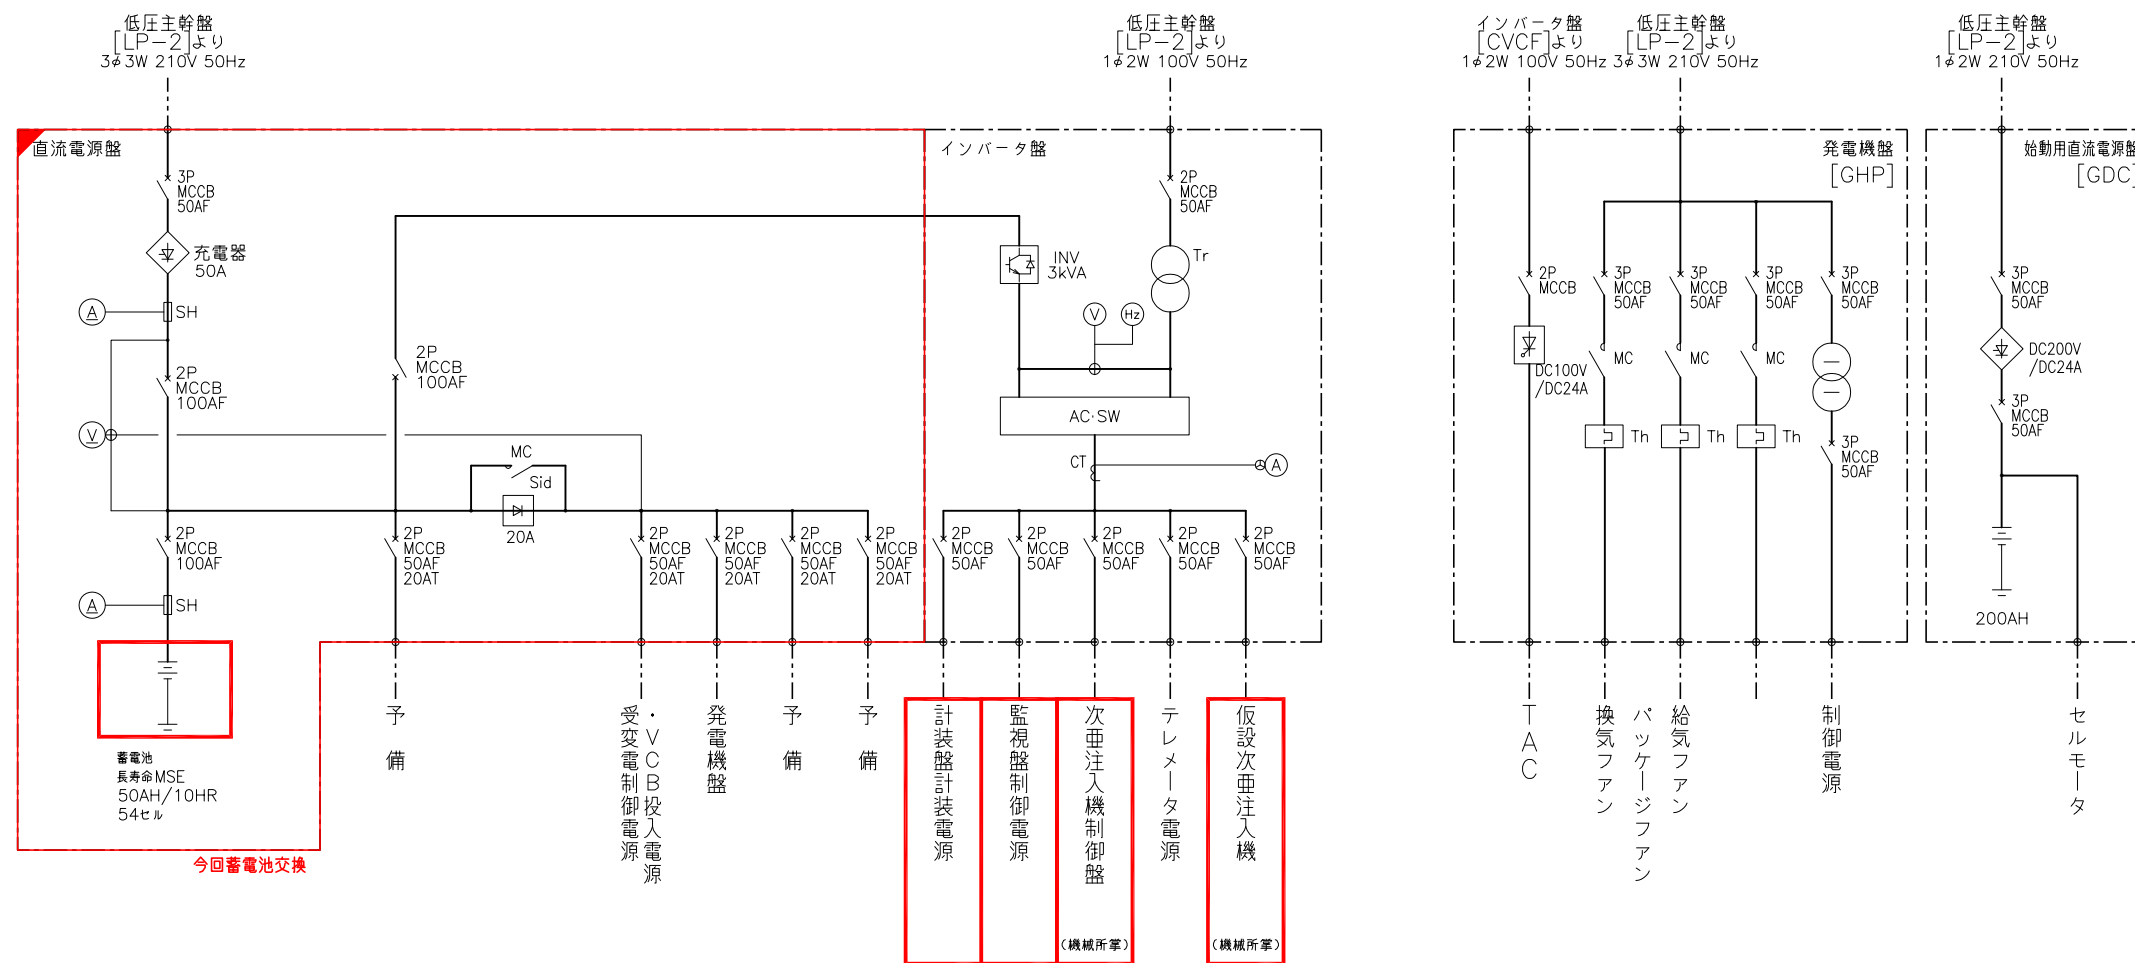 低圧主幹盤
[LP-2]より
3φ3W 210V 50Hz
低圧主幹盤
[LP-2]より
1φ2W 100V 50Hz
インバータ盤
[CVCF]より
1φ2W 100V 50Hz
低圧主幹盤
[LP-2]より
3φ3W 210V 50Hz
低圧主幹盤
[LP-2]より
1φ2W 210V 50Hz
直流電源盤
3P
MCCB
50AF
充電器
50A
A
SH
2P
MCCB
100AF
V
2P
MCCB
100AF
A
SH
蓄電池
長寿命MSE
50AH/10HR
54セル
今回蓄電池交換
2P
MCCB
100AF
MC
Sid
20A
2P
MCCB
50AF
20AT
2P
MCCB
50AF
20AT
2P
MCCB
50AF
20AT
2P
MCCB
50AF
20AT
2P
MCCB
50AF
20AT
予備
・VCB投入電源
受変電制御電源
発電機盤
予備
予備
インバータ盤
2P
MCCB
50AF
Tr
INV
3kVA
V
Hz
AC·SW
CT
A
2P
MCCB
50AF
2P
MCCB
50AF
2P
MCCB
50AF
2P
MCCB
50AF
2P
MCCB
50AF
計装盤計装電源
監視盤制御電源
次亜注入機制御盤
(機械所掌)
テレメータ電源
仮設次亜注入機
(機械所掌)
発電機盤
[GHP]
2P
MCCB
DC100V
/DC24A
3P
MCCB
50AF
MC
Th
3P
MCCB
50AF
MC
Th
3P
MCCB
50AF
MC
Th
3P
MCCB
50AF
3P
MCCB
50AF
TAC
換気ファン
パッケージファン
給気ファン
制御電源
始動用直流電源盤
[GDC]
3P
MCCB
50AF
DC200V
/DC24A
3P
MCCB
50AF
200AH
セルモータ